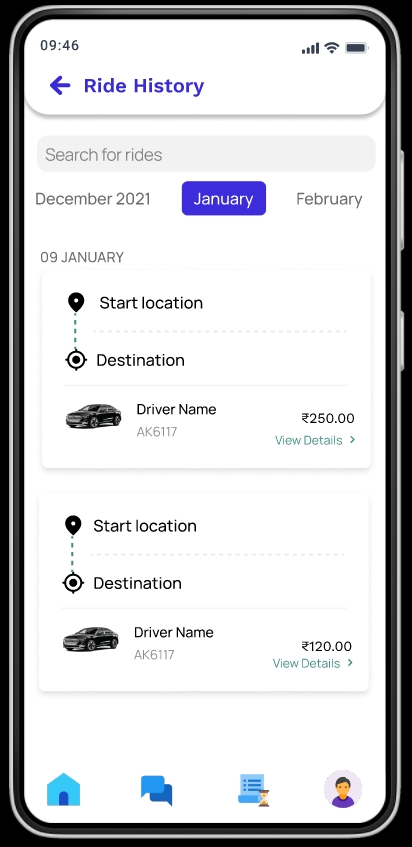 09:46
Ride History
Search for rides
December 2021 January February
09 JANUARY
Start location
Destination
Driver Name
AK6117
₹250.00
View Details
Start location
Destination
Driver Name
AK6117
₹120.00
View Details